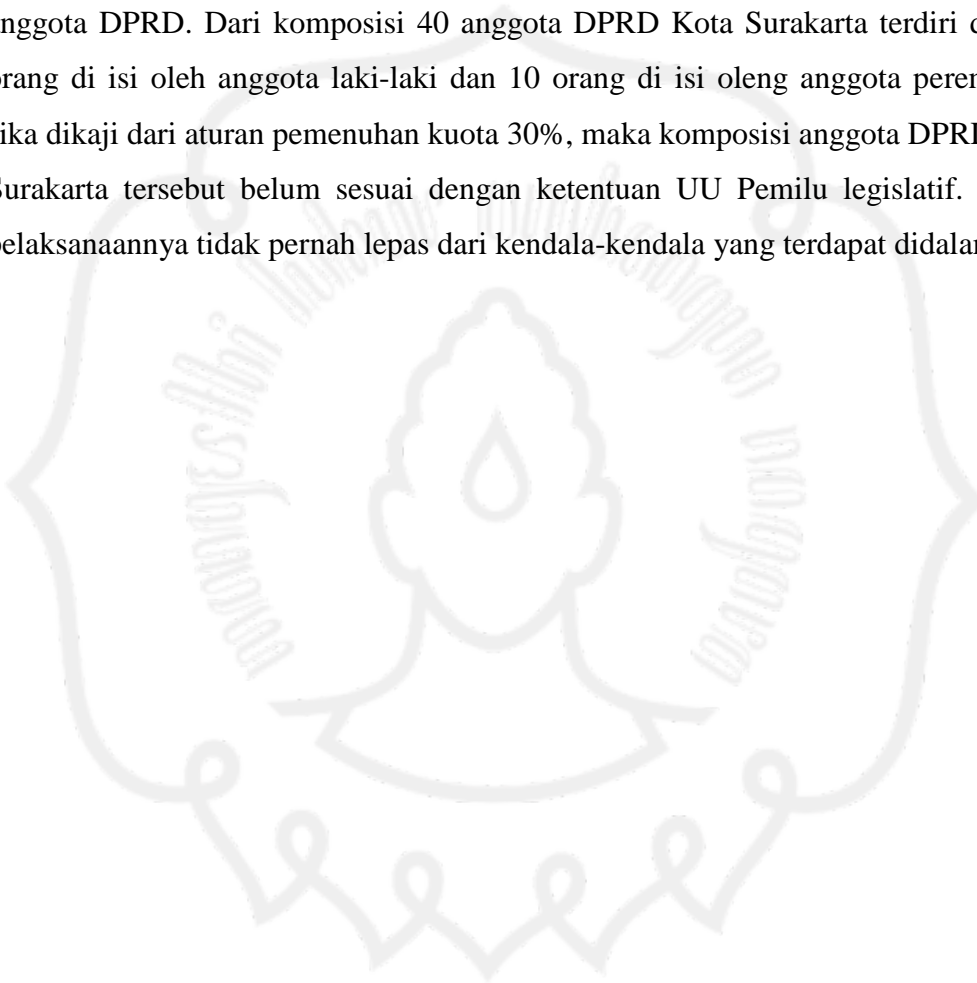 anggota DPRD. Dari komposisi 40 anggota DPRD Kota Surakarta terdiri
orang di isi oleh anggota laki-laki dan 10 orang di isi oleng anggota
jika dikaji dari aturan pemenuhan kuota 30%, maka komposisi anggota
Surakarta tersebut belum sesuai dengan ketentuan UU Pemilu legislatif.
pelaksanaannya tidak pernah lepas dari kendala-kendala yang terdapat